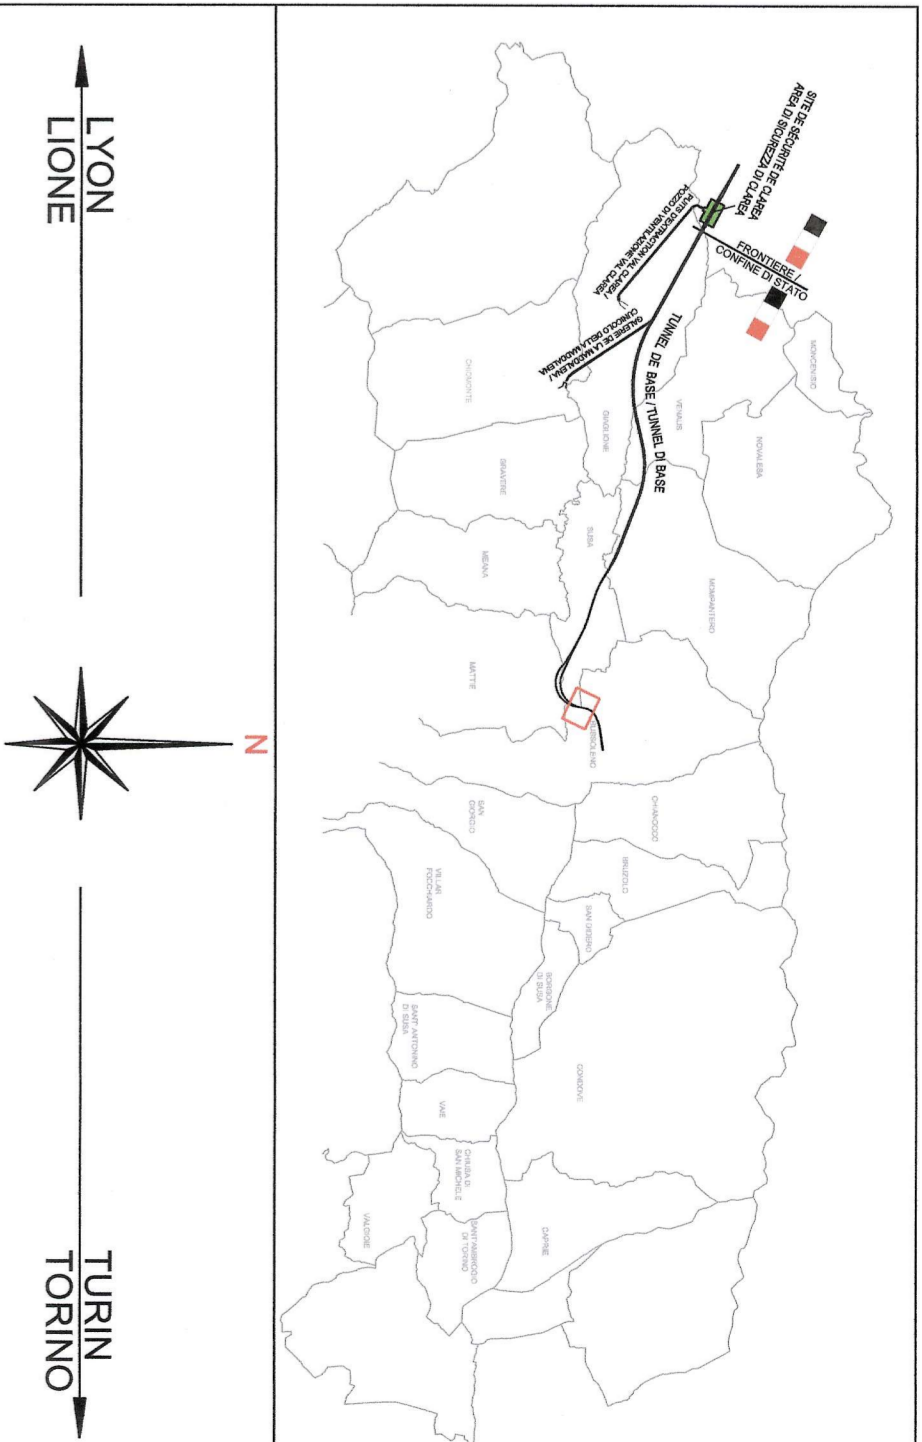 SITE DE SÉCURITÉ DE CLAREA
AREA DI SICUREZZA DI CLAREA
FRONTIERE /
CONFINE DI STATO
PUITS D'EXTRACTION VAL CLAREA /
POZZO DI VENTILAZIONE VAL CLAREA
GALERIE DE LA MADDALENA /
CUNICOLO DELLA MADDALENA
TUNNEL DE BASE / TUNNEL DI BASE
MONCENISIO
NOVALESA
VENAUS
GIAGLIONE
CHIOMONTE
GRAVERE
SUSA
MEANA
MOMPANTERO
MATTIE
BUSSOLENO
CHIANOCCO
SAN
GIORGIO
BRUZOLO
SAN DIDERO
VILLAR
FOCCHIARDO
BORGONE
DI SUSA
SANT' ANTONINO
DI SUSA
CONDOVE
VAIE
CHIUSA DI
SAN MICHELE
CAPRIE
VALGIOIE
SANT'AMBROGIO
DI TORINO
LYON
LIONE
N
TURIN
TORINO